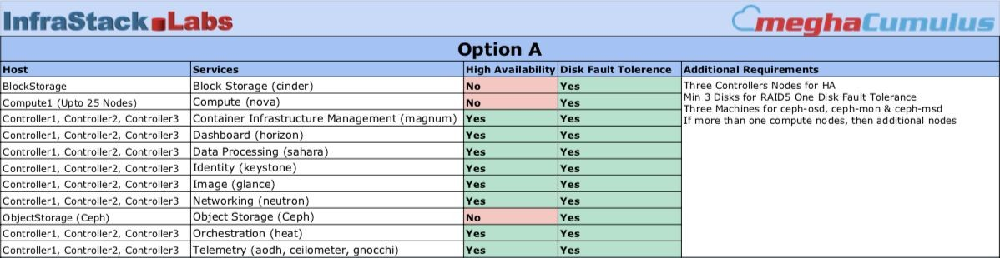 InfraStack Labs
meghaCumulus
Option A
Host Services High Availability Disk Fault Tolerence Additional Requirements
BlockStorage Block Storage (cinder) No Yes Three Controllers Nodes for HA
Min 3 Disks for RAID5 One Disk Fault Tolerance
Compute1 (Upto 25 Nodes) Compute (nova) No Yes Three Machines for ceph-osd, ceph-mon & ceph-msd
Controller1, Controller2, Controller3 Container Infrastructure Management (magnum) Yes Yes If more than one compute nodes, then additional nodes
Controller1, Controller2, Controller3 Dashboard (horizon) Yes Yes
Controller1, Controller2, Controller3 Data Processing (sahara) Yes Yes
Controller1, Controller2, Controller3 Identity (keystone) Yes Yes
Controller1, Controller2, Controller3 Image (glance) Yes Yes
Controller1, Controller2, Controller3 Networking (neutron) Yes Yes
ObjectStorage (Ceph) Object Storage (Ceph) No Yes
Controller1, Controller2, Controller3 Orchestration (heat) Yes Yes
Controller1, Controller2, Controller3 Telemetry (aodh, ceilometer, gnocchi) Yes Yes